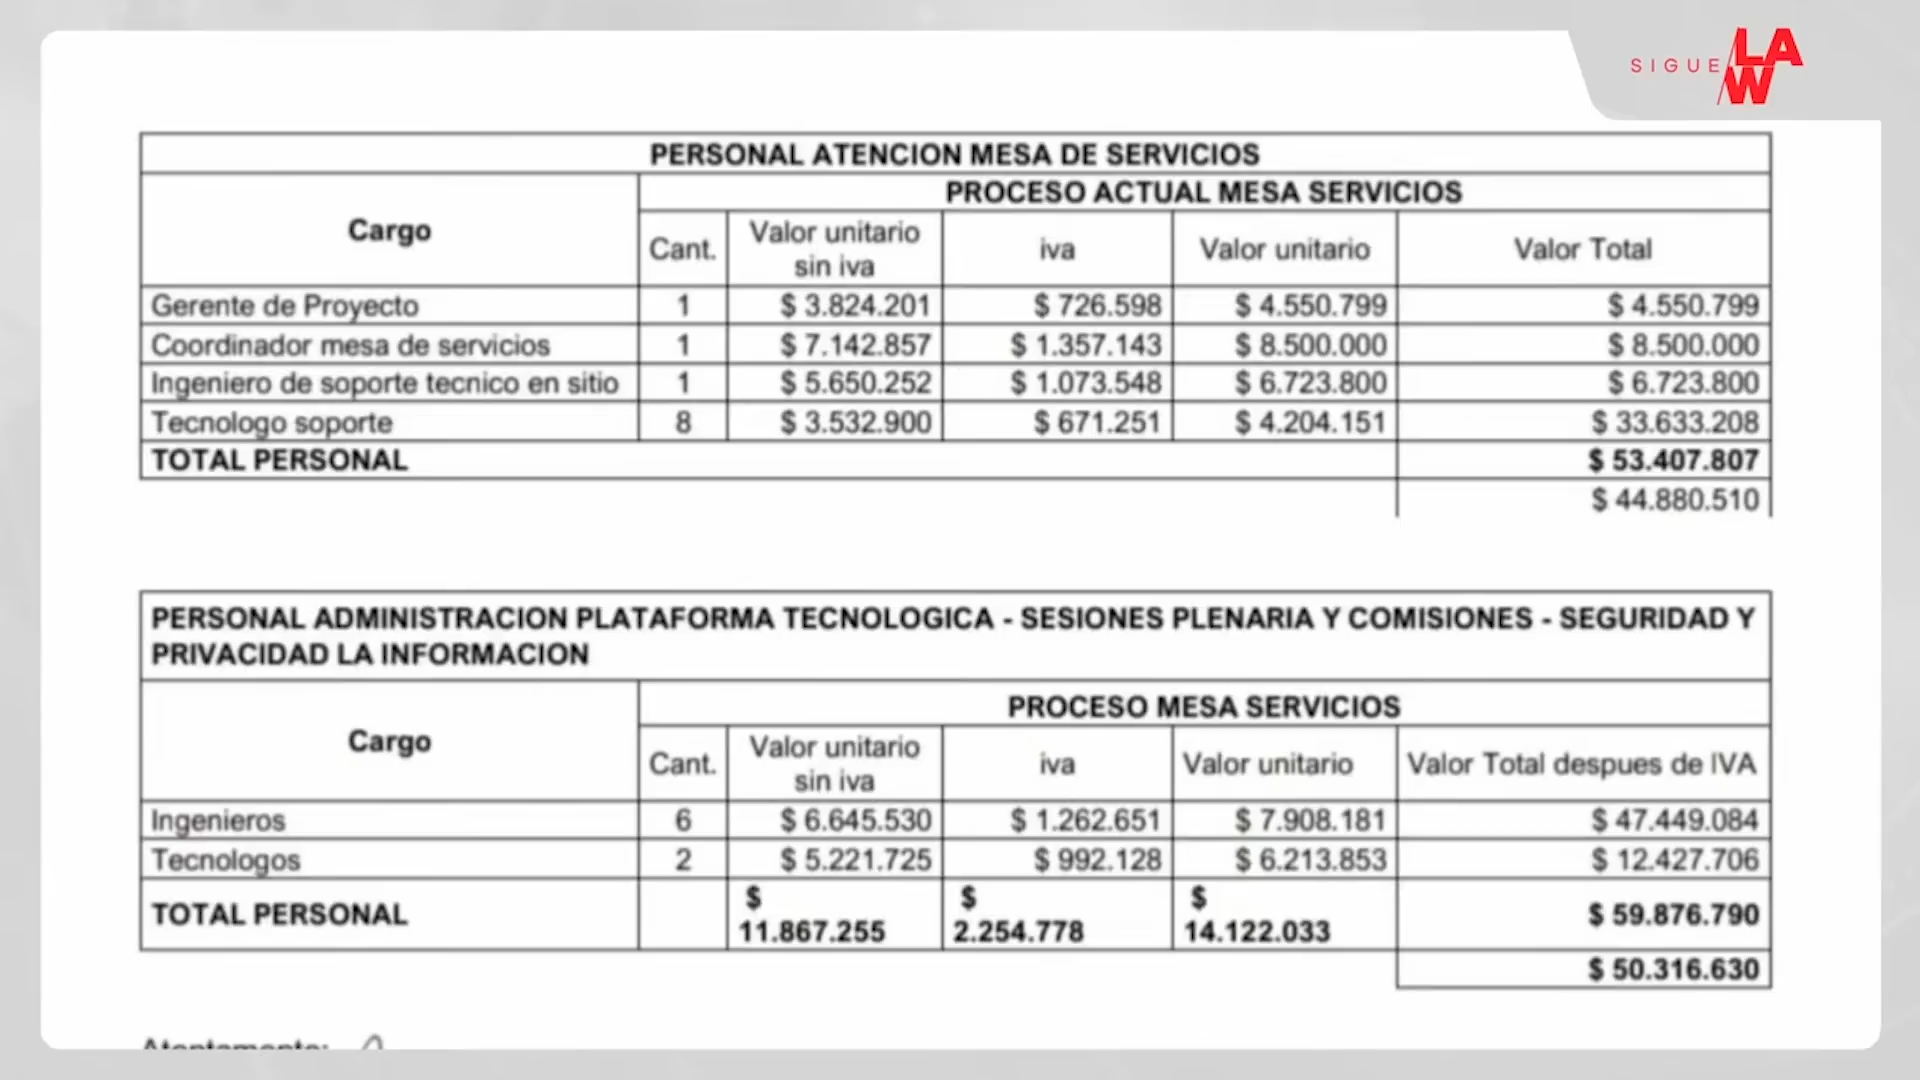 SIGUE LA W
PERSONAL ATENCION MESA DE SERVICIOS
PROCESO ACTUAL MESA SERVICIOS
Cargo
Cant.
Valor unitario
sin iva
iva
Valor unitario
Valor Total
Gerente de Proyecto 1 $ 3.824.201 $ 726.598 $ 4.550.799 $ 4.550.799
Coordinador mesa de servicios 1 $ 7.142.857 $ 1.357.143 $ 8.500.000 $ 8.500.000
Ingeniero de soporte tecnico en sitio 1 $ 5.650.252 $ 1.073.548 $ 6.723.800 $ 6.723.800
Tecnologo soporte 8 $ 3.532.900 $ 671.251 $ 4.204.151 $ 33.633.208
TOTAL PERSONAL $ 53.407.807
$ 44.880.510
PERSONAL ADMINISTRACION PLATAFORMA TECNOLOGICA - SESIONES PLENARIA Y COMISIONES - SEGURIDAD Y
PRIVACIDAD LA INFORMACION
PROCESO MESA SERVICIOS
Cargo
Cant.
Valor unitario
sin iva
iva
Valor unitario
Valor Total despues de IVA
Ingenieros 6 $ 6.645.530 $ 1.262.651 $ 7.908.181 $ 47.449.084
Tecnologos 2 $ 5.221.725 $ 992.128 $ 6.213.853 $ 12.427.706
TOTAL PERSONAL $ 11.867.255 $ 2.254.778 $ 14.122.033 $ 59.876.790
$ 50.316.630